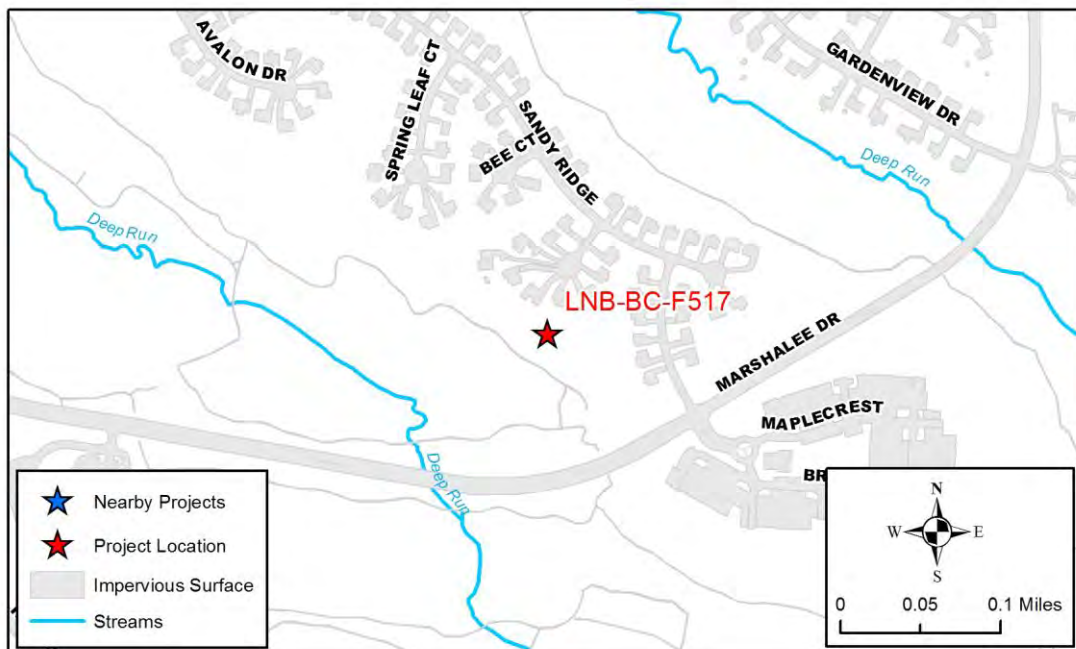 AVALON DR
SPRING LEAF CT
BEE CT
SANDY RIDGE
GARDENVIEW DR
Deep Run
Deep Run
LNB-BC-F517
MARSHALEE DR
MAPLECREST
BR
Deep Run
Nearby Projects
Project Location
Impervious Surface
Streams
N
W E
S
0 0.05 0.1 Miles